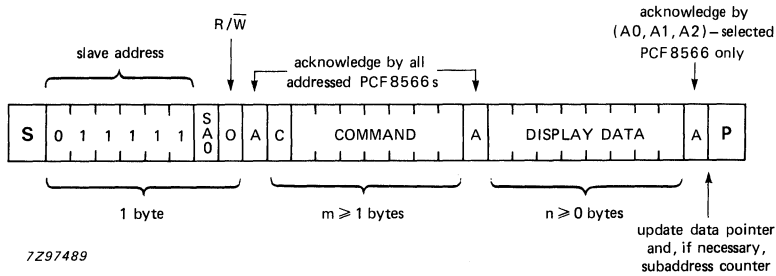 R/W̅
slave address
acknowledge by all
addressed PCF8566s
acknowledge by
(A0, A1, A2)–selected
PCF8566 only
S 0 1 1 1 1 1 SA0 0 A C COMMAND A DISPLAY DATA A P
1 byte
m ⩾ 1 bytes
n ⩾ 0 bytes
update data pointer
and, if necessary,
subaddress counter
7Z97489